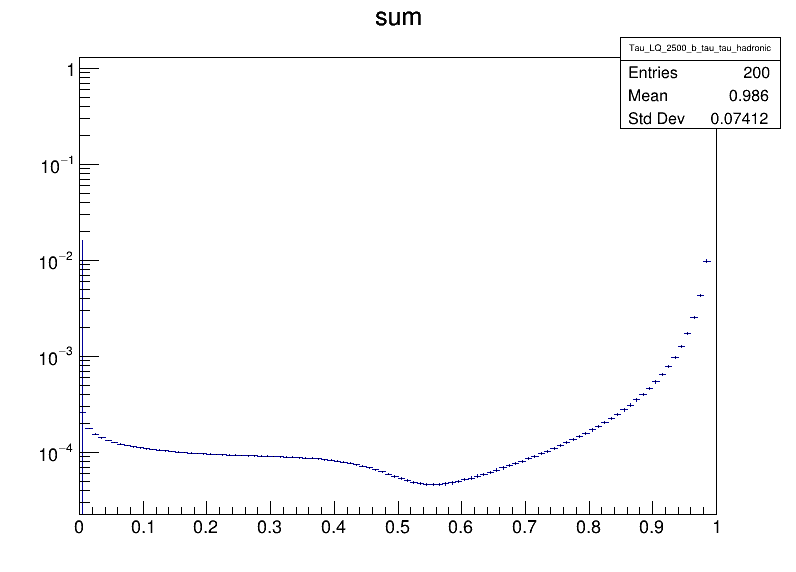 sum
Tau_LQ_2500_b_tau_tau_hadronic
Entries 200
Mean 0.986
Std Dev 0.07412
1
10⁻¹
10⁻²
10⁻³
10⁻⁴
0 0.1 0.2 0.3 0.4 0.5 0.6 0.7 0.8 0.9 1